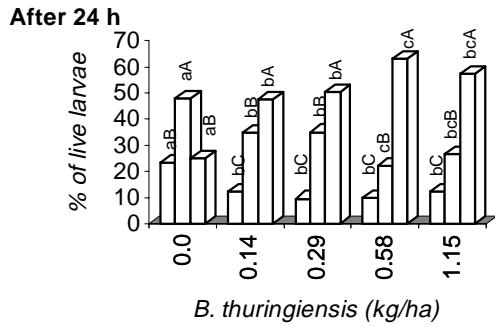 After 24 h
% of live larvae
70
60
50
40
30
20
10
0
aB aA aB
bC bB bA
bC bB bA
bC cB cA
bC bcB bcA
0.0 0.14 0.29 0.58 1.15
B. thuringiensis (kg/ha)